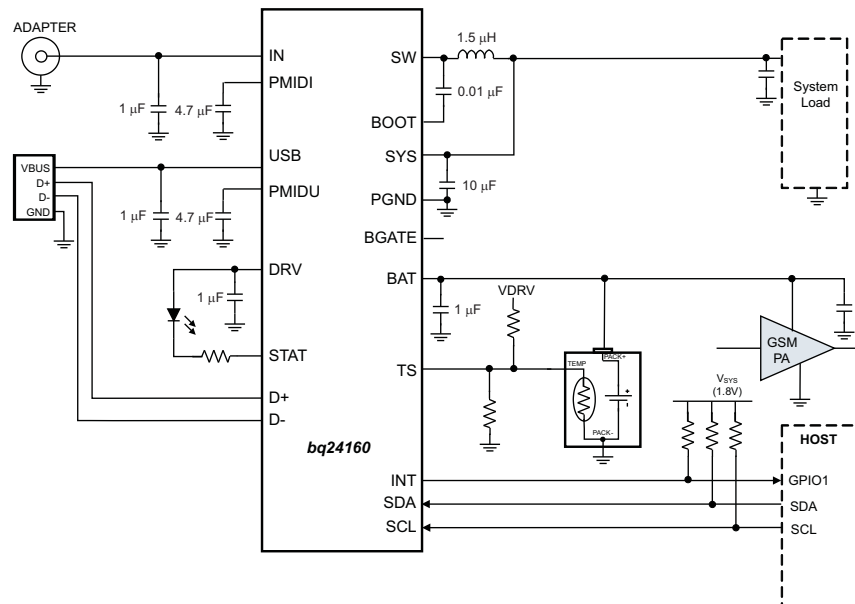 ADAPTER
IN
PMIDI
1 μF
4.7 μF
USB
PMIDU
VBUS
D+
D-
GND
1 μF
4.7 μF
DRV
1 μF
STAT
D+
D-
bq24160
SW
1.5 μH
0.01 μF
BOOT
SYS
10 μF
PGND
BGATE
BAT
1 μF
VDRV
TS
TEMP
PACK+
+
-
PACK-
System
Load
GSM
PA
VSYS
(1.8V)
HOST
INT
GPIO1
SDA
SDA
SCL
SCL